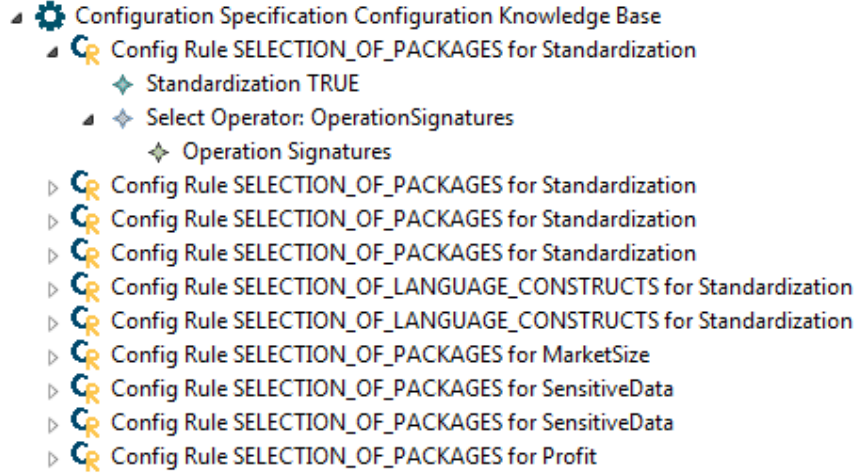 Configuration Specification Configuration Knowledge Base
Config Rule SELECTION_OF_PACKAGES for Standardization
Standardization TRUE
Select Operator: OperationSignatures
Operation Signatures
Config Rule SELECTION_OF_PACKAGES for Standardization
Config Rule SELECTION_OF_PACKAGES for Standardization
Config Rule SELECTION_OF_PACKAGES for Standardization
Config Rule SELECTION_OF_LANGUAGE_CONSTRUCTS for Standardization
Config Rule SELECTION_OF_LANGUAGE_CONSTRUCTS for Standardization
Config Rule SELECTION_OF_PACKAGES for MarketSize
Config Rule SELECTION_OF_PACKAGES for SensitiveData
Config Rule SELECTION_OF_PACKAGES for SensitiveData
Config Rule SELECTION_OF_PACKAGES for Profit